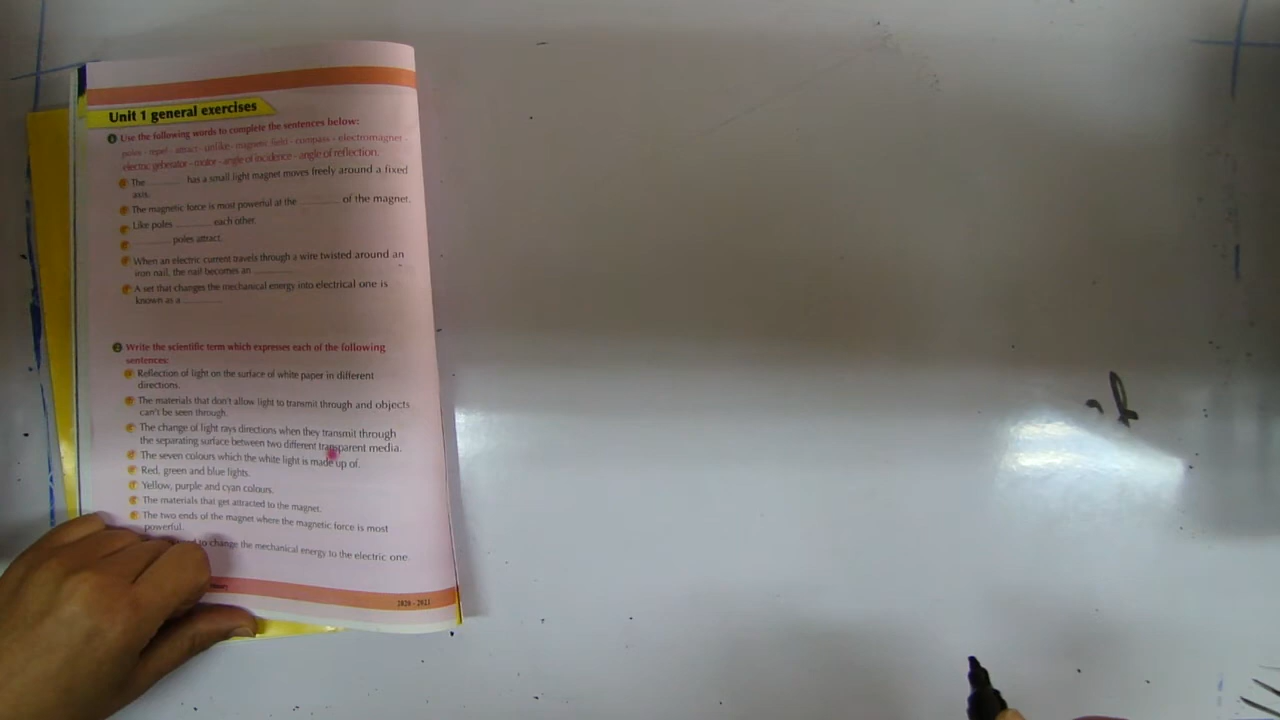 Unit 1 general exercises
1 Use the following words to complete the sentences below:
poles - repel - attract - unlike - magnetic field - compass - electromagnet -
electric generator - motor - angle of incidence - angle of reflection.
The .......... has a small light magnet moves freely around a fixed
axis.
The magnetic force is most powerful at the .......... of the magnet.
Like poles .......... each other.
.......... poles attract.
When an electric current travels through a wire twisted around an
iron nail, the nail becomes an ..........
A set that changes the mechanical energy into electrical one is
known as a ..........
2 Write the scientific term which expresses each of the following
sentences:
Reflection of light on the surface of white paper in different
directions.
The materials that don't allow light to transmit through and objects
can't be seen through.
The change of light rays directions when they transmit through
the separating surface between two different transparent media.
The seven colours which the white light is made up of.
Red, green and blue lights.
Yellow, purple and cyan colours.
The materials that get attracted to the magnet.
The two ends of the magnet where the magnetic force is most
powerful.
to change the mechanical energy to the electric one.
2020 - 2021